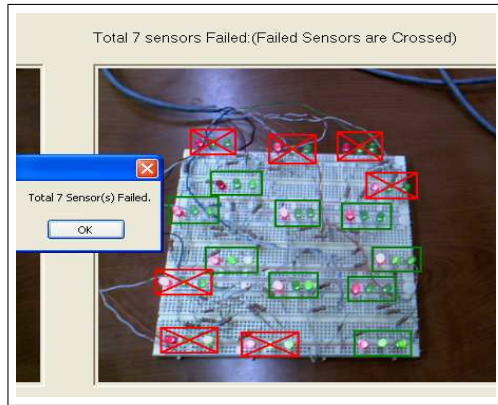 Total 7 sensors Failed:(Failed Sensors are Crossed)
Total 7 Sensor(s) Failed.
OK